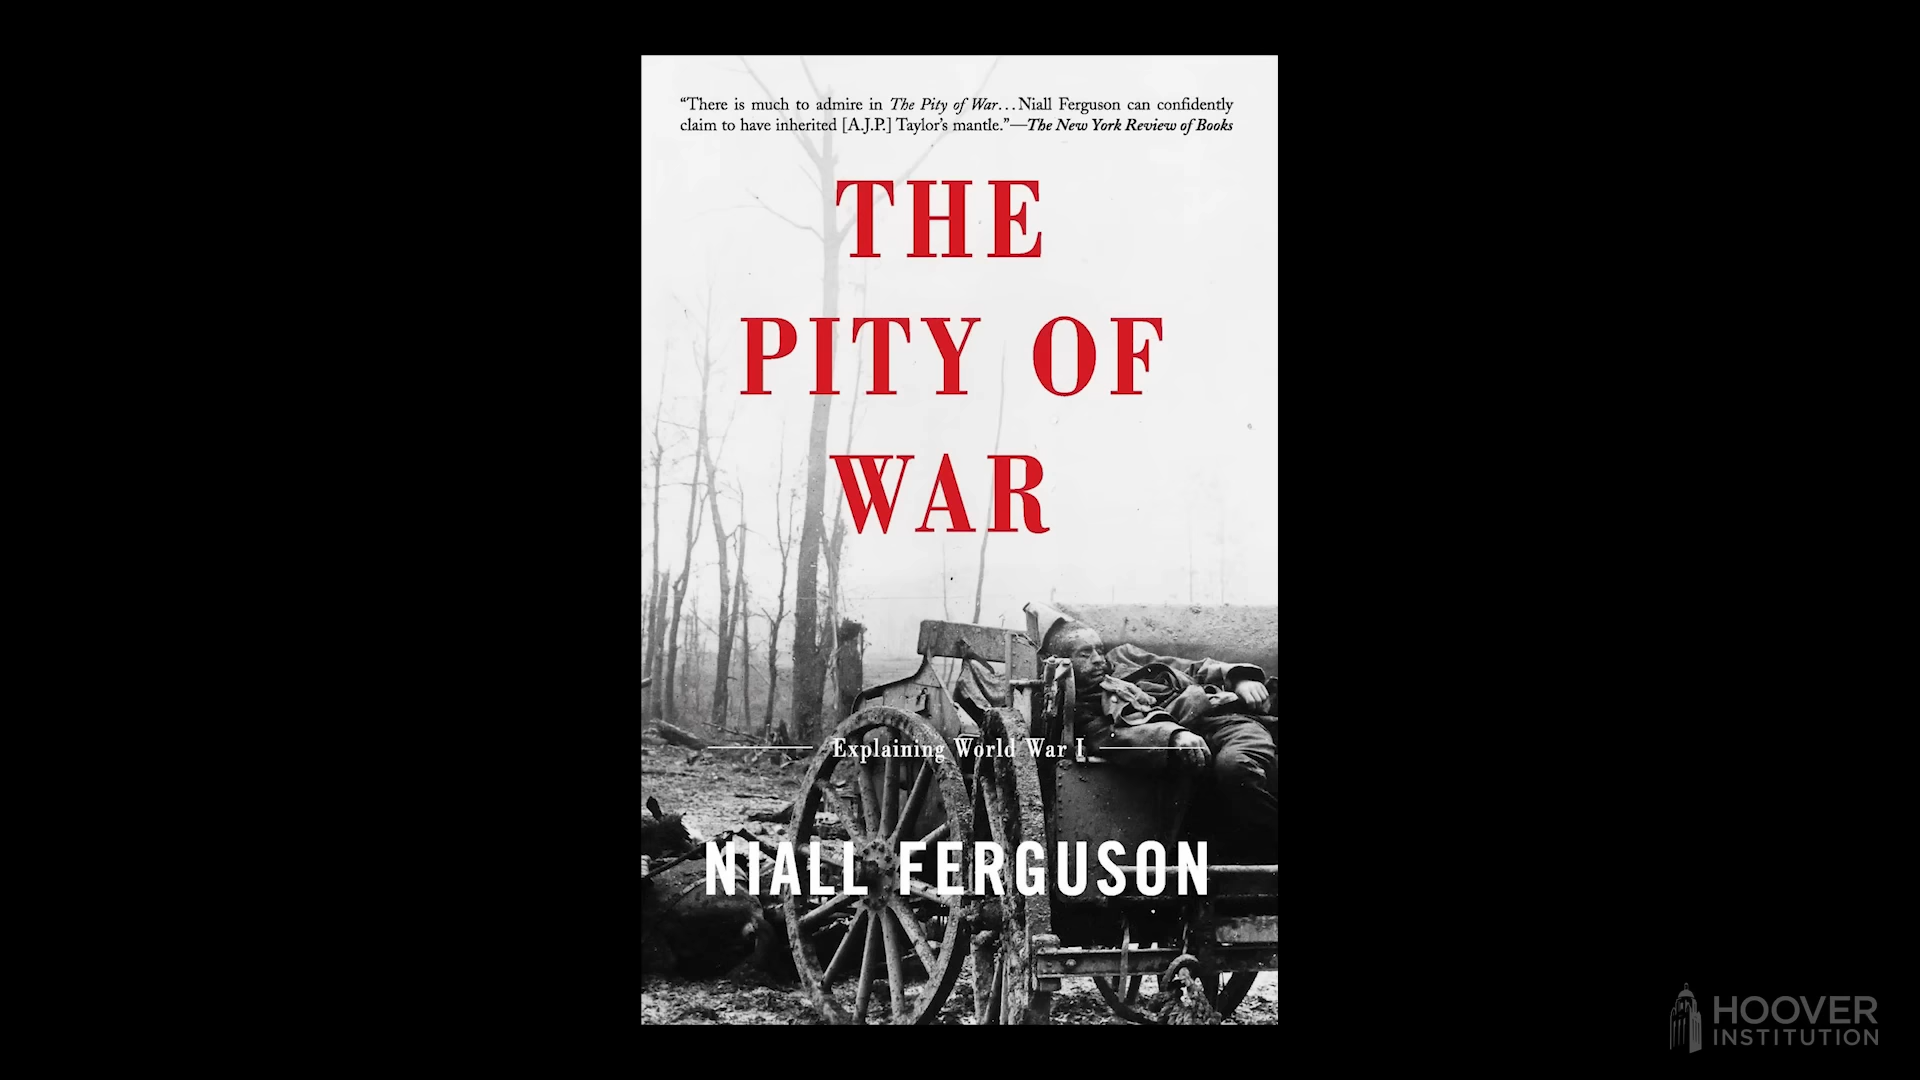 “There is much to admire in The Pity of War...Niall Ferguson can confidently
claim to have inherited [A.J.P.] Taylor’s mantle.”—The New York Review of Books
THE
PITY OF
WAR
Explaining World War I
NIALL FERGUSON
HOOVER
INSTITUTION